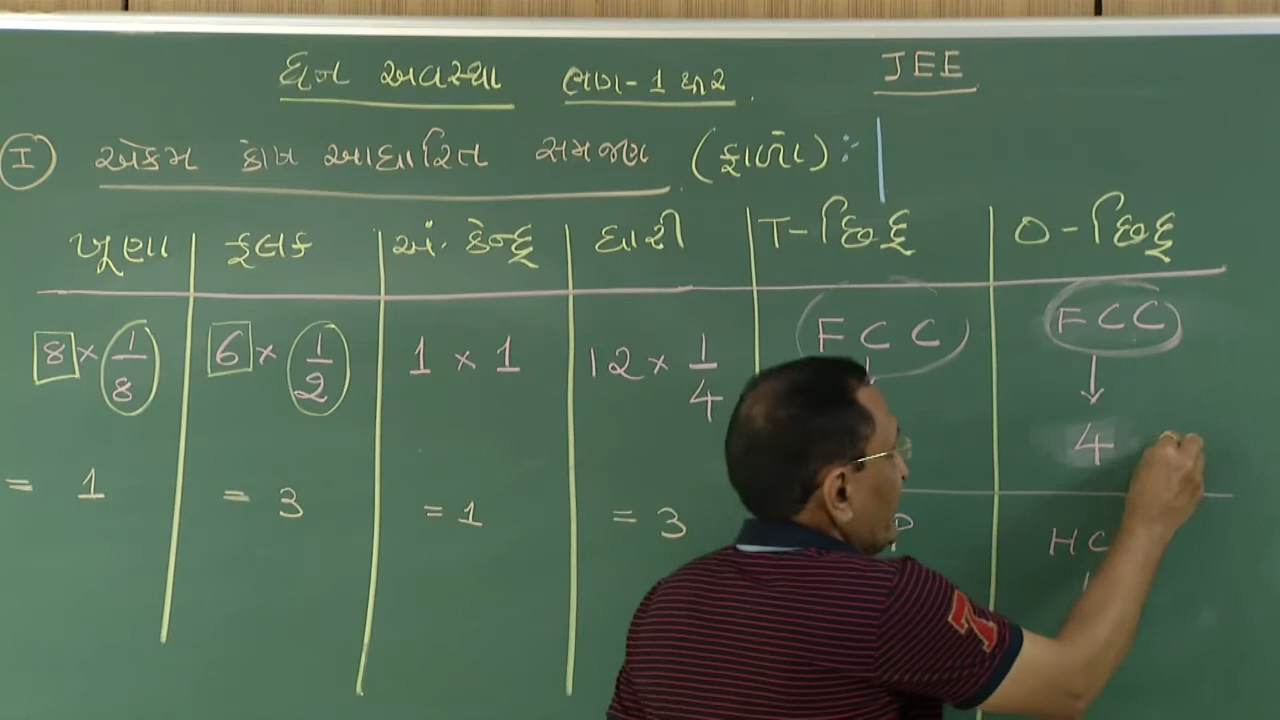 ઘન અવસ્થા ભાગ-1 થી 2 JEE
I એકમ કોષ આધારિત સમજણ (ફાળો) :
ખૂણા ફલક અં. કેન્દ્ર ધારી T-છિદ્ર O-છિદ્ર
8 × 1/8 6 × 1/2 1 × 1 12 × 1/4 FCC FCC
4
= 1 = 3 = 1 = 3
P HC